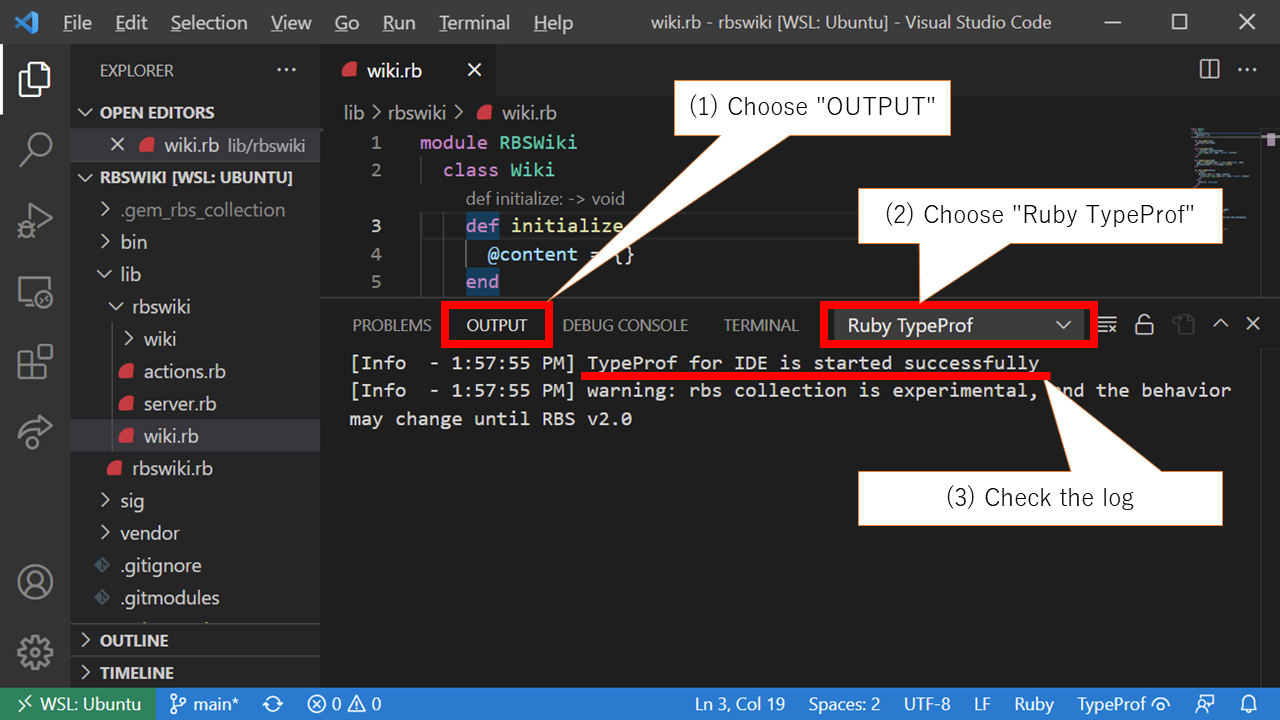 File Edit Selection View Go Run Terminal Help wiki.rb - rbswiki [WSL: Ubuntu] - Visual Studio Code
EXPLORER
OPEN EDITORS
wiki.rb lib/rbswiki
RBSWIKI [WSL: UBUNTU]
.gem_rbs_collection
bin
lib
rbswiki
wiki
actions.rb
server.rb
wiki.rb
rbswiki.rb
sig
vendor
.gitignore
.gitmodules
OUTLINE
TIMELINE
wiki.rb
lib > rbswiki > wiki.rb
1 module RBSWiki
2 class Wiki
def initialize: -> void
3 def initialize
4 @content = {}
5 end
(1) Choose "OUTPUT"
(2) Choose "Ruby TypeProf"
PROBLEMS OUTPUT DEBUG CONSOLE TERMINAL Ruby TypeProf
[Info  - 1:57:55 PM] TypeProf for IDE is started successfully
[Info  - 1:57:55 PM] warning: rbs collection is experimental, and the behavior
may change until RBS v2.0
(3) Check the log
WSL: Ubuntu main* 0 0 Ln 3, Col 19 Spaces: 2 UTF-8 LF Ruby TypeProf